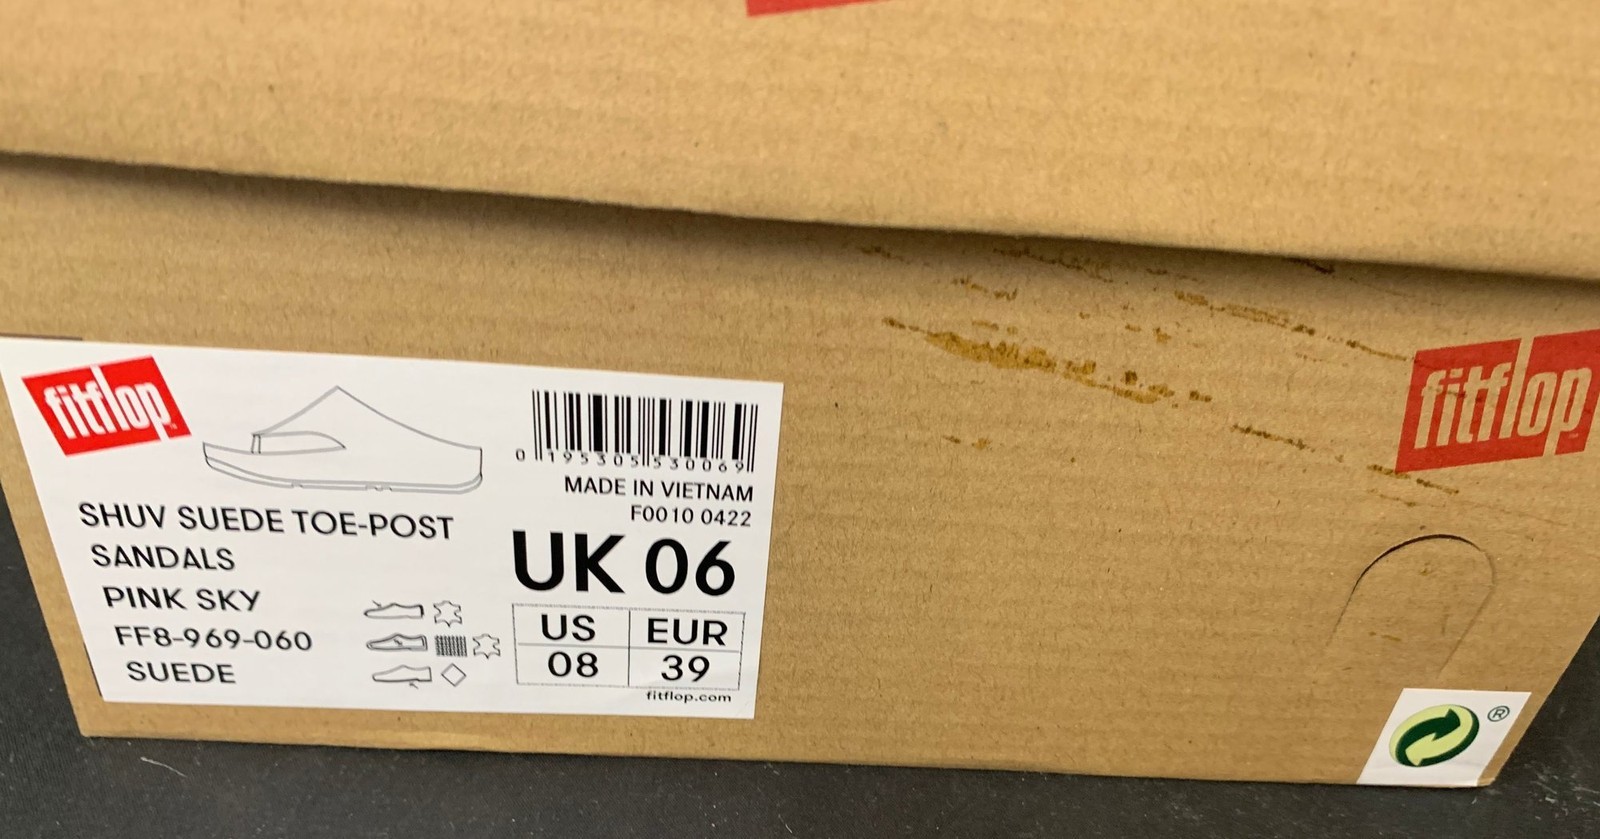 fitflop
0 195305 530069
MADE IN VIETNAM
F0010 0422
SHUV SUEDE TOE-POST
SANDALS
PINK SKY
FF8-969-060
SUEDE
UK 06
US EUR
08 39
fitflop.com
fitflop
®